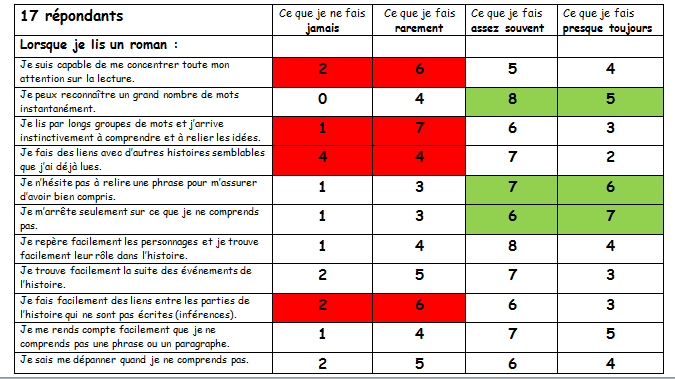 17 répondants
Ce que je ne fais jamais
Ce que je fais rarement
Ce que je fais assez souvent
Ce que je fais presque toujours
Lorsque je lis un roman :
Je suis capable de me concentrer toute mon
attention sur la lecture.
2 6 5 4
Je peux reconnaître un grand nombre de mots
instantanément.
0 4 8 5
Je lis par longs groupes de mots et j'arrive
instinctivement à comprendre et à relier les idées.
1 7 6 3
Je fais des liens avec d'autres histoires semblables
que j'ai déjà lues.
4 4 7 2
Je n'hésite pas à relire une phrase pour m'assurer
d'avoir bien compris.
1 3 7 6
Je m'arrête seulement sur ce que je ne comprends
pas.
1 3 6 7
Je repère facilement les personnages et je trouve
facilement leur rôle dans l'histoire.
1 4 8 4
Je trouve facilement la suite des événements de
l'histoire.
2 5 7 3
Je fais facilement des liens entre les parties de
l'histoire qui ne sont pas écrites (inférences).
2 6 6 3
Je me rends compte facilement que je ne
comprends pas une phrase ou un paragraphe.
1 4 7 5
Je sais me dépanner quand je ne comprends pas.
2 5 6 4